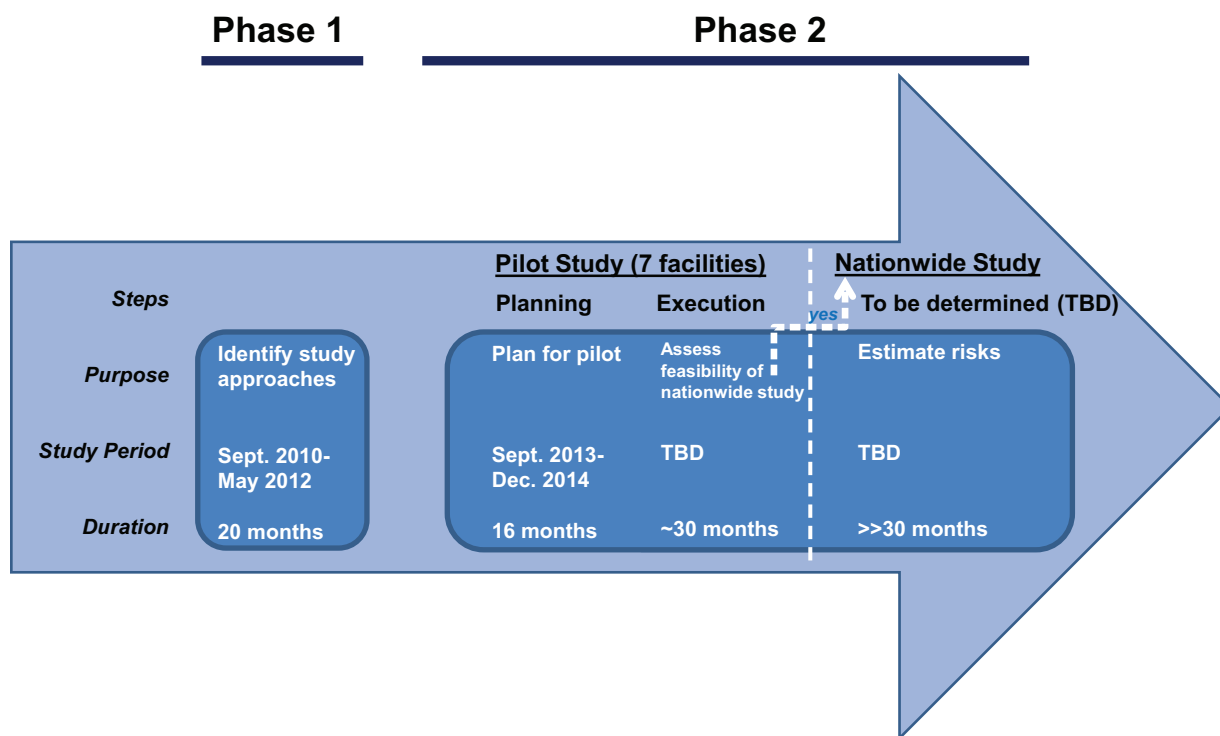 Phase 1
Phase 2
Pilot Study (7 facilities)
Nationwide Study
Steps
Planning
Execution
yes
To be determined (TBD)
Purpose
Identify study
approaches
Plan for pilot
Assess
feasibility of
nationwide study
Estimate risks
Study Period
Sept. 2010-
May 2012
Sept. 2013-
Dec. 2014
TBD
TBD
Duration
20 months
16 months
~30 months
>>30 months